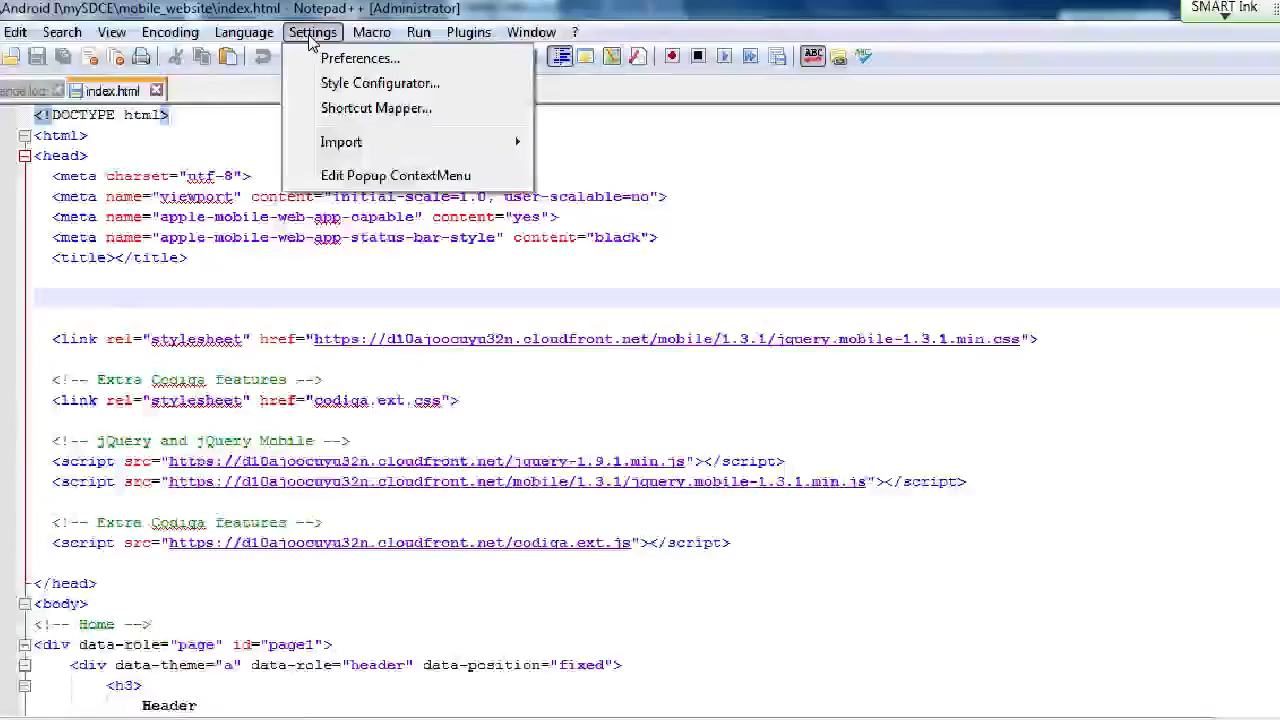 Android [\mySDCE\mobile_website\index.html - Notepad++ [Administrator]
SMART Ink
Edit Search View Encoding Language Settings Macro Run Plugins Window ?
Preferences...
Style Configurator...
Shortcut Mapper...
Import
Edit Popup ContextMenu
ABC
index.html
<!DOCTYPE html>
<html>
<head>
<meta charset="utf-8">
<meta name="viewport" content="initial-scale=1.0, user-scalable=no">
<meta name="apple-mobile-web-app-capable" content="yes">
<meta name="apple-mobile-web-app-status-bar-style" content="black">
<title></title>
<link rel="stylesheet" href="https://d10ajoocuyu32n.cloudfront.net/mobile/1.3.1/jquery.mobile-1.3.1.min.css">
<!-- Extra Codiqa features -->
<link rel="stylesheet" href="codiqa.ext.css">
<!-- jQuery and jQuery Mobile -->
<script src="https://d10ajoocuyu32n.cloudfront.net/jquery-1.9.1.min.js"></script>
<script src="https://d10ajoocuyu32n.cloudfront.net/mobile/1.3.1/jquery.mobile-1.3.1.min.js"></script>
<!-- Extra Codiqa features -->
<script src="https://d10ajoocuyu32n.cloudfront.net/codiqa.ext.js"></script>
</head>
<body>
<!-- Home -->
<div data-role="page" id="page1">
<div data-theme="a" data-role="header" data-position="fixed">
<h3>
Header